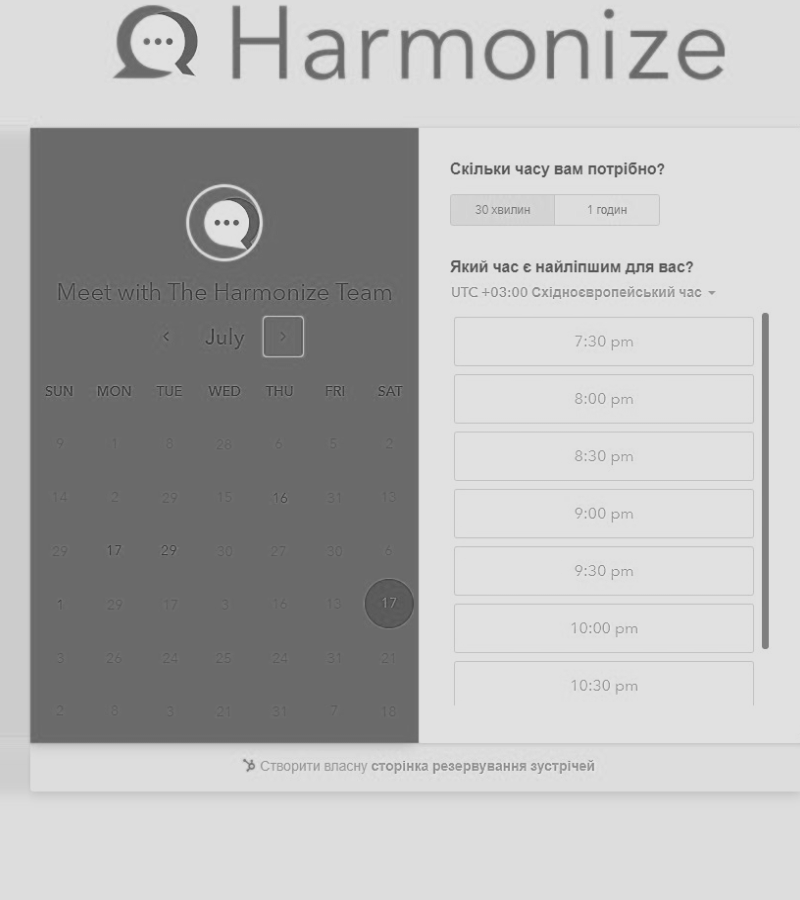 Harmonize
Meet with The Harmonize Team
July
SUN MON TUE WED THU FRI SAT
9 1 8 28 6 5 2
14 2 29 15 16 31 13
29 17 29 30 27 30 6
1 29 17 3 16 13 17
3 26 24 25 24 31 21
2 8 3 21 31 7 18
Скільки часу вам потрібно?
30 хвилин 1 годин
Який час є найліпшим для вас?
UTC +03:00 Східноєвропейський час
7:30 pm
8:00 pm
8:30 pm
9:00 pm
9:30 pm
10:00 pm
10:30 pm
Створити власну сторінка резервування зустрічей